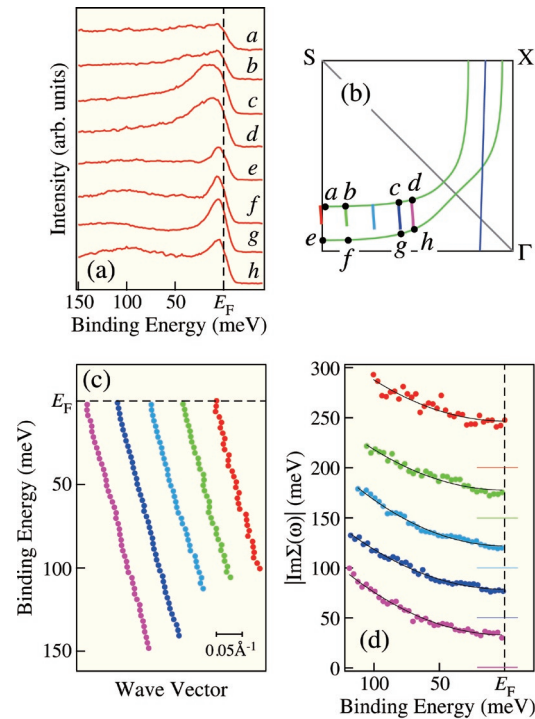 (a)
a
b
c
d
e
f
g
h
Intensity (arb. units)
150 100 50 E_F
Binding Energy (meV)
S X
(b)
a b c d
e f g h
Γ
(c)
E_F
50
100
150
Binding Energy (meV)
0.05Å⁻¹
Wave Vector
300
250
200
150
100
50
0
|ImΣ(ω)| (meV)
(d)
100 50 E_F
Binding Energy (meV)